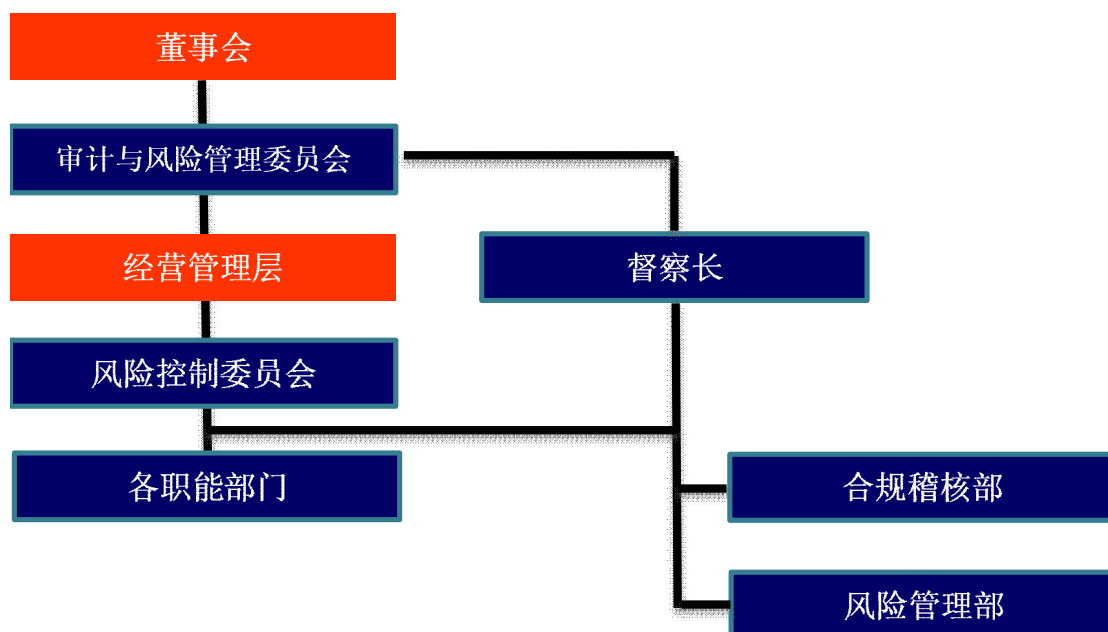 董事会
审计与风险管理委员会
经营管理层
督察长
风险控制委员会
各职能部门
合规稽核部
风险管理部